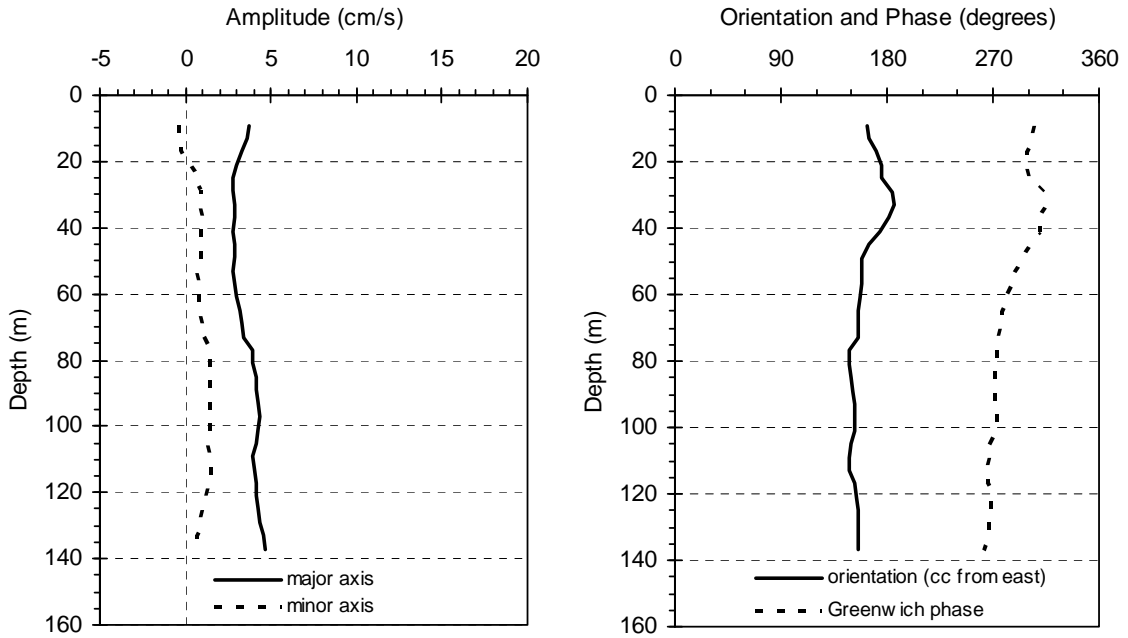 Amplitude (cm/s)
-5 0 5 10 15 20
0
20
40
60
80
100
120
140
160
Depth (m)
major axis
minor axis
Orientation and Phase (degrees)
0 90 180 270 360
0
20
40
60
80
100
120
140
160
Depth (m)
orientation (cc from east)
Greenwich phase